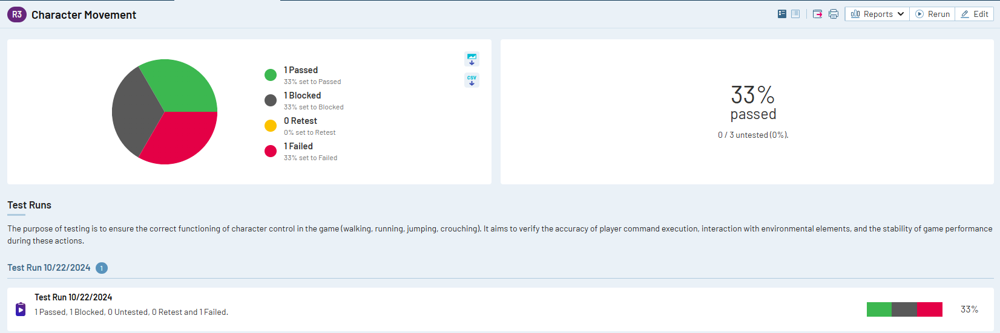 R3 Character Movement
Reports Rerun Edit
1 Passed
33% set to Passed
1 Blocked
33% set to Blocked
0 Retest
0% set to Retest
1 Failed
33% set to Failed
CSV
33%
passed
0 / 3 untested (0%).
Test Runs
The purpose of testing is to ensure the correct functioning of character control in the game (walking, running, jumping, crouching). It aims to verify the accuracy of player command execution, interaction with environmental elements, and the stability of game performance
during these actions.
Test Run 10/22/2024 1
Test Run 10/22/2024
1 Passed, 1 Blocked, 0 Untested, 0 Retest and 1 Failed.
33%